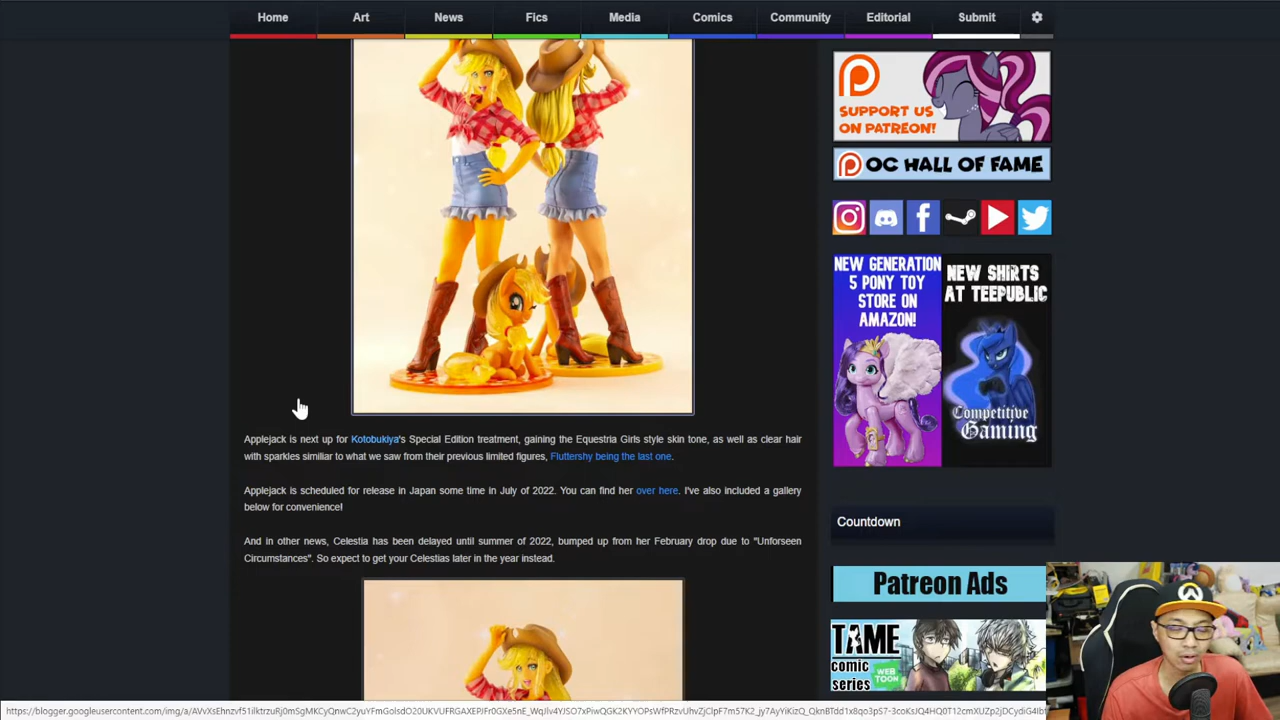 Home Art News Fics Media Comics Community Editorial Submit
SUPPORT US
ON PATREON!
OC HALL OF FAME
NEW GENERATION
5 PONY TOY
STORE ON
AMAZON!
NEW SHIRTS
AT TEEPUBLIC
Competitive
Gaming
Applejack is next up for Kotobukiya's Special Edition treatment, gaining the Equestria Girls style skin tone, as well as clear hair
with sparkles similiar to what we saw from their previous limited figures, Fluttershy being the last one.
Applejack is scheduled for release in Japan some time in July of 2022. You can find her over here. I've also included a gallery
below for convenience!
And in other news, Celestia has been delayed until summer of 2022, bumped up from her February drop due to "Unforseen
Circumstances". So expect to get your Celestias later in the year instead.
Countdown
Patreon Ads
TAME
comic
series
WEB
TOON